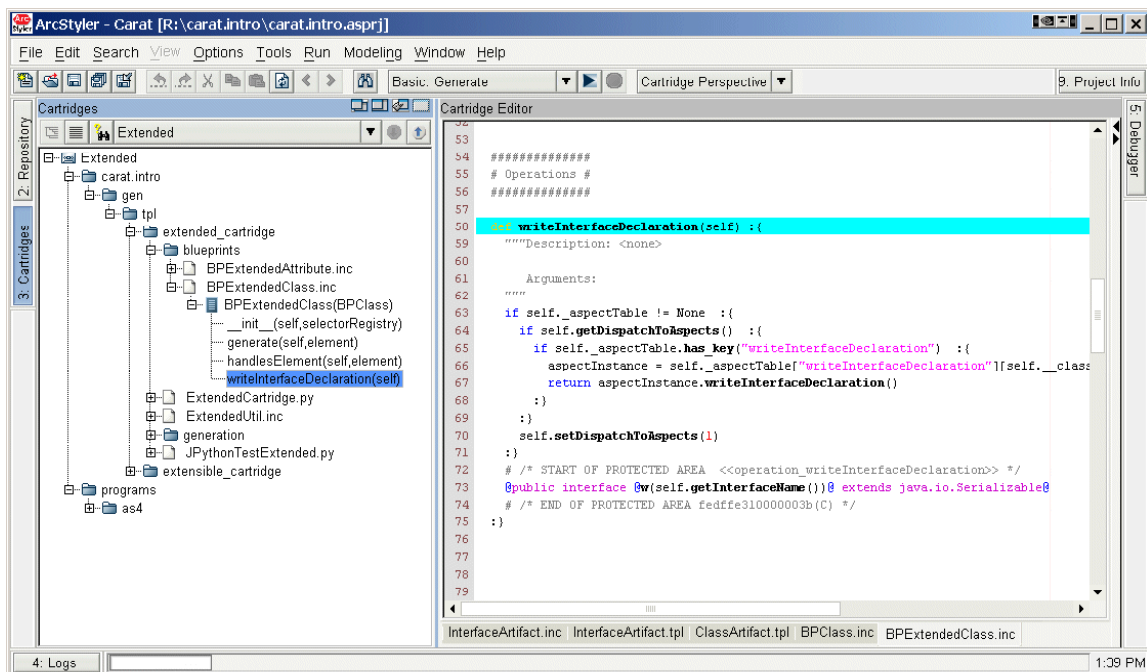 ArcStyler - Carat [R:\carat.intro\carat.intro.asprj]
File Edit Search View Options Tools Run Modeling Window Help
Basic. Generate
Cartridge Perspective
9. Project Info
Cartridges
Cartridge Editor
2: Repository
3: Cartridges
5: Debugger
Extended
Extended
carat.intro
gen
tpl
extended_cartridge
blueprints
BPExtendedAttribute.inc
BPExtendedClass.inc
BPExtendedClass(BPClass)
__init__(self,selectorRegistry)
generate(self,element)
handlesElement(self,element)
writeInterfaceDeclaration(self)
ExtendedCartridge.py
ExtendedUtil.inc
generation
JPythonTestExtended.py
extensible_cartridge
programs
as4
52
53
54 ##############
55 # Operations #
56 ##############
57
50 def writeInterfaceDeclaration(self) :{
59 """Description: <none>
60
61 Arguments:
62 """
63 if self._aspectTable != None :{
64 if self.getDispatchToAspects() :{
65 if self._aspectTable.has_key("writeInterfaceDeclaration") :{
66 aspectInstance = self._aspectTable["writeInterfaceDeclaration"][self.__class
67 return aspectInstance.writeInterfaceDeclaration()
68 :}
69 :}
70 self.setDispatchToAspects(1)
71 :}
72 # /* START OF PROTECTED AREA <<operation_writeInterfaceDeclaration>> */
73 @public interface @w(self.getInterfaceName())@ extends java.io.Serializable@
74 # /* END OF PROTECTED AREA fedffe310000003b(C) */
75 :}
76
77
78
79
InterfaceArtifact.inc InterfaceArtifact.tpl ClassArtifact.tpl BPClass.inc BPExtendedClass.inc
4: Logs
1:09 PM